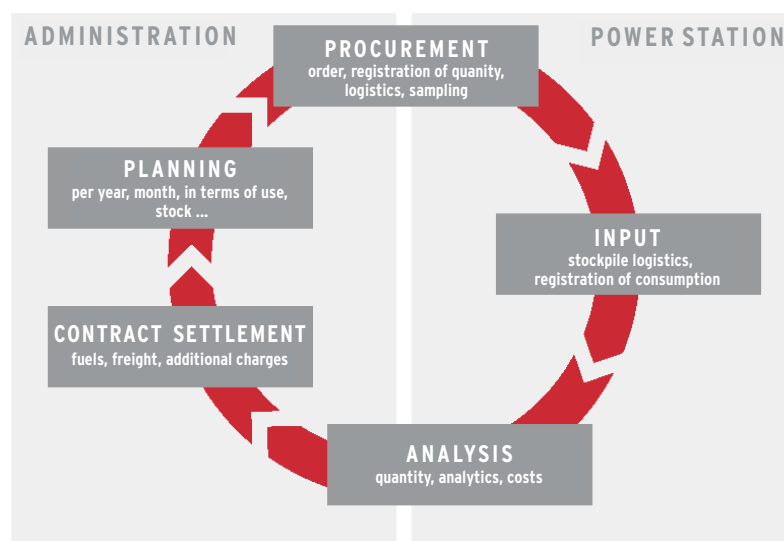 ADMINISTRATION
POWER STATION
PROCUREMENT
order, registration of quanity,
logistics, sampling
PLANNING
per year, month, in terms of use,
stock ...
INPUT
stockpile logistics,
registration of consumption
CONTRACT SETTLEMENT
fuels, freight, additional charges
ANALYSIS
quantity, analytics, costs